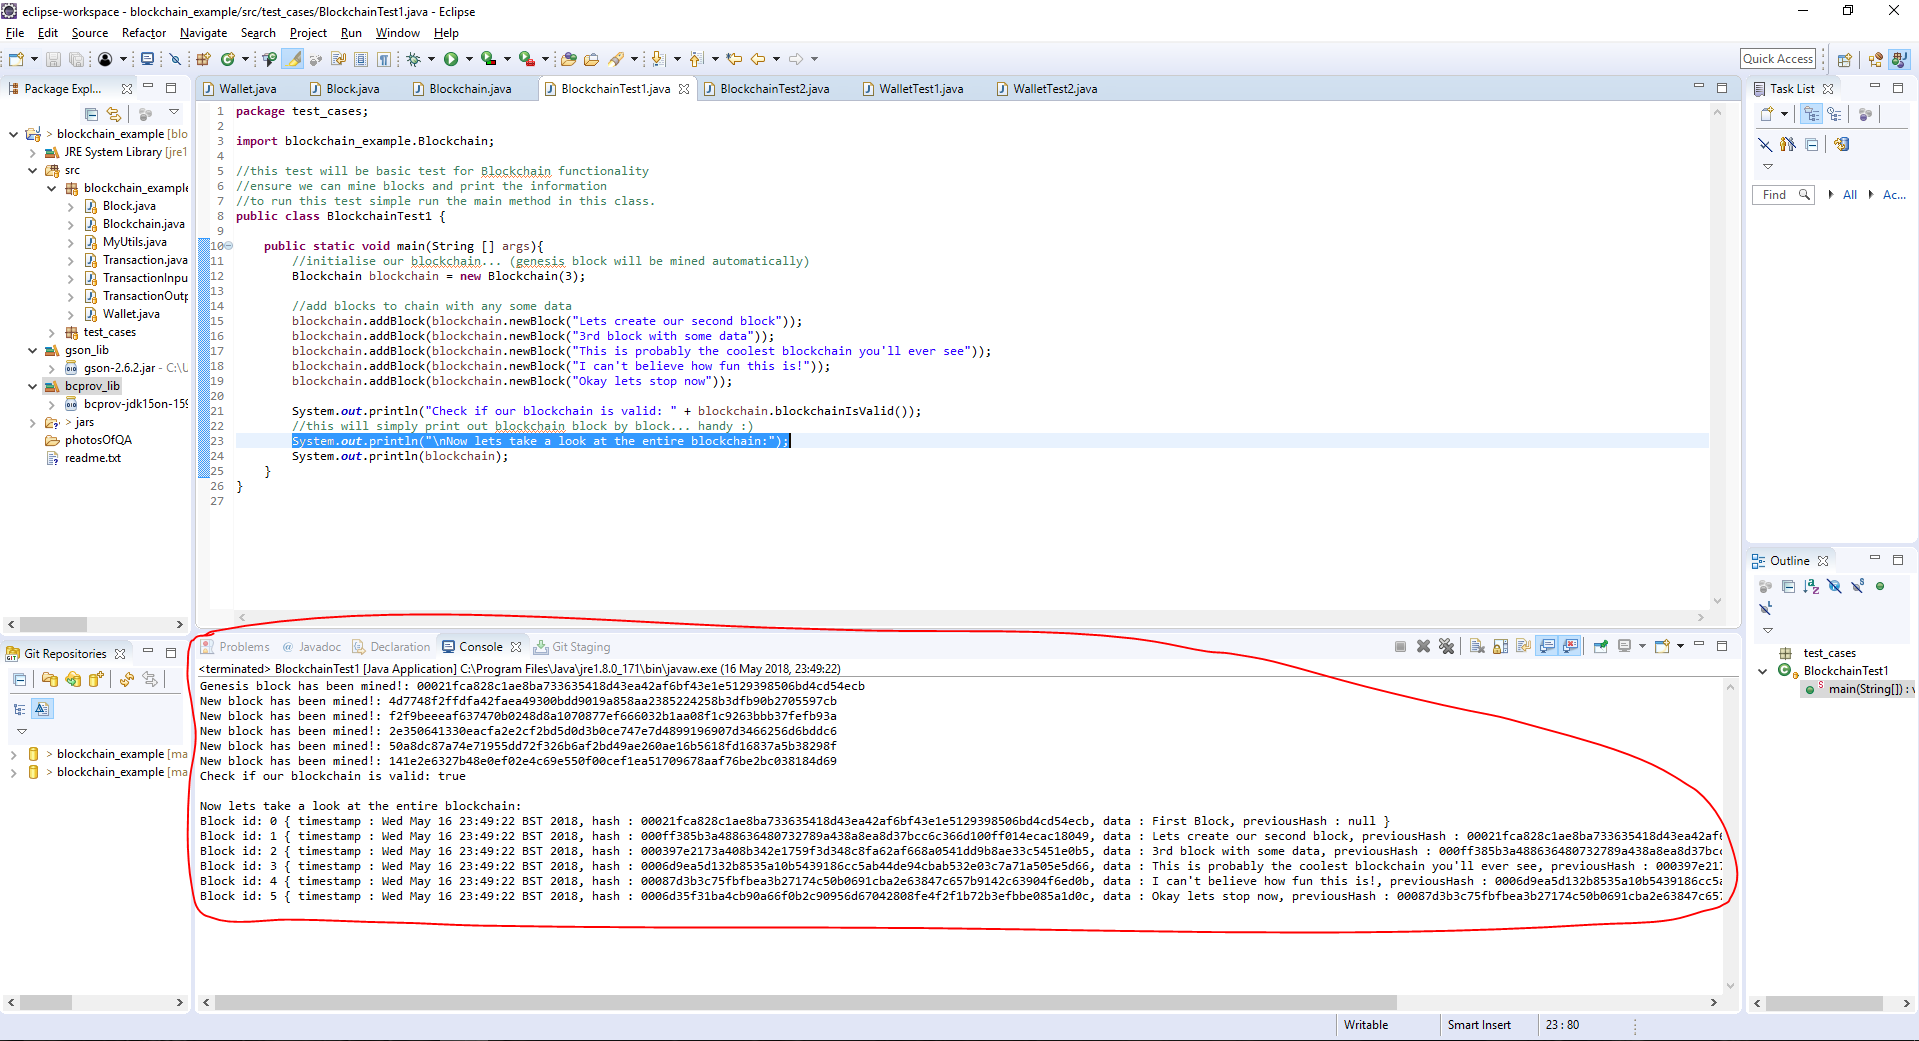 eclipse-workspace - blockchain_example/src/test_cases/BlockchainTest1.java - Eclipse
File Edit Source Refactor Navigate Search Project Run Window Help
Quick Access
Package Expl...
blockchain_example [blo
JRE System Library [jre1
src
blockchain_example
Block.java
Blockchain.java
MyUtils.java
Transaction.java
TransactionInpu
TransactionOutp
Wallet.java
test_cases
gson_lib
gson-2.6.2.jar - C:\U
bcprov_lib
bcprov-jdk15on-159
> jars
photosOfQA
readme.txt
Wallet.java Block.java Blockchain.java BlockchainTest1.java BlockchainTest2.java WalletTest1.java WalletTest2.java
1 package test_cases;
2
3 import blockchain_example.Blockchain;
4
5 //this test will be basic test for Blockchain functionality
6 //ensure we can mine blocks and print the information
7 //to run this test simple run the main method in this class.
8 public class BlockchainTest1 {
9
10 public static void main(String [] args){
11 //initialise our blockchain... (genesis block will be mined automatically)
12 Blockchain blockchain = new Blockchain(3);
13
14 //add blocks to chain with any some data
15 blockchain.addBlock(blockchain.newBlock("Lets create our second block"));
16 blockchain.addBlock(blockchain.newBlock("3rd block with some data"));
17 blockchain.addBlock(blockchain.newBlock("This is probably the coolest blockchain you'll ever see"));
18 blockchain.addBlock(blockchain.newBlock("I can't believe how fun this is!"));
19 blockchain.addBlock(blockchain.newBlock("Okay lets stop now"));
20
21 System.out.println("Check if our blockchain is valid: " + blockchain.blockchainIsValid());
22 //this will simply print out blockchain block by block... handy :)
23 System.out.println("\nNow lets take a look at the entire blockchain:");
24 System.out.println(blockchain);
25 }
26 }
27
Task List
Find All Ac...
Outline
test_cases
BlockchainTest1
main(String[]) : v
Git Repositories
> blockchain_example [ma
> blockchain_example [ma
Problems @ Javadoc Declaration Console Git Staging
<terminated> BlockchainTest1 [Java Application] C:\Program Files\Java\jre1.8.0_171\bin\javaw.exe (16 May 2018, 23:49:22)
Genesis block has been mined!: 00021fca828c1ae8ba733635418d43ea42af6bf43e1e5129398506bd4cd54ecb
New block has been mined!: 4d7748f2ffdfa42faea49300bdd9019a858aa2385224258b3dfb90b2705597cb
New block has been mined!: f2f9beeeaf637470b0248d8a1070877ef666032b1aa08f1c9263bbb37fefb93a
New block has been mined!: 2e350641330eacfa2e2cf2bd5d0d3b0ce747e7d4899196907d3466256d6bddc6
New block has been mined!: 50a8dc87a74e71955dd72f326b6af2bd49ae260ae16b5618fd16837a5b38298f
New block has been mined!: 141e2e6327b48e0ef02e4c69e550f00cef1ea51709678aaf76be2bc038184d69
Check if our blockchain is valid: true
Now lets take a look at the entire blockchain:
Block id: 0 { timestamp : Wed May 16 23:49:22 BST 2018, hash : 00021fca828c1ae8ba733635418d43ea42af6bf43e1e5129398506bd4cd54ecb, data : First Block, previousHash : null }
Block id: 1 { timestamp : Wed May 16 23:49:22 BST 2018, hash : 000ff385b3a488636480732789a438a8ea8d37bcc6c366d100ff014ecac18049, data : Lets create our second block, previousHash : 00021fca828c1ae8ba733635418d43ea42af6
Block id: 2 { timestamp : Wed May 16 23:49:22 BST 2018, hash : 000397e2173a408b342e1759f3d348c8fa62af668a0541dd9b8ae33c5451e0b5, data : 3rd block with some data, previousHash : 000ff385b3a488636480732789a438a8ea8d37bcc
Block id: 3 { timestamp : Wed May 16 23:49:22 BST 2018, hash : 0006d9ea5d132b8535a10b5439186cc5ab44de94cbab532e03c7a71a505e5d66, data : This is probably the coolest blockchain you'll ever see, previousHash : 000397e217
Block id: 4 { timestamp : Wed May 16 23:49:22 BST 2018, hash : 00087d3b3c75fbfbea3b27174c50b0691cba2e63847c657b9142c63904f6ed0b, data : I can't believe how fun this is!, previousHash : 0006d9ea5d132b8535a10b5439186cc5a
Block id: 5 { timestamp : Wed May 16 23:49:22 BST 2018, hash : 0006d35f31ba4cb90a66f0b2c90956d67042808fe4f2f1b72b3efbbe085a1d0c, data : Okay lets stop now, previousHash : 00087d3b3c75fbfbea3b27174c50b0691cba2e63847c657
Writable Smart Insert 23 : 80